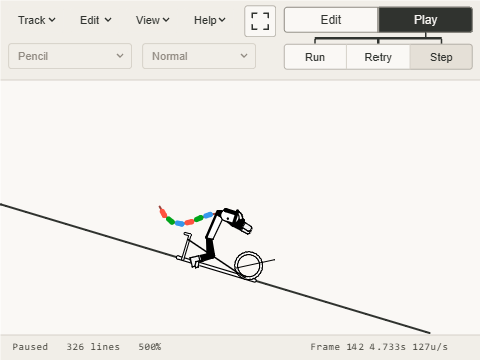 Track Edit View Help Edit Play
Pencil Normal Run Retry Step
Paused 326 lines 500% Frame 142 4.733s 127u/s